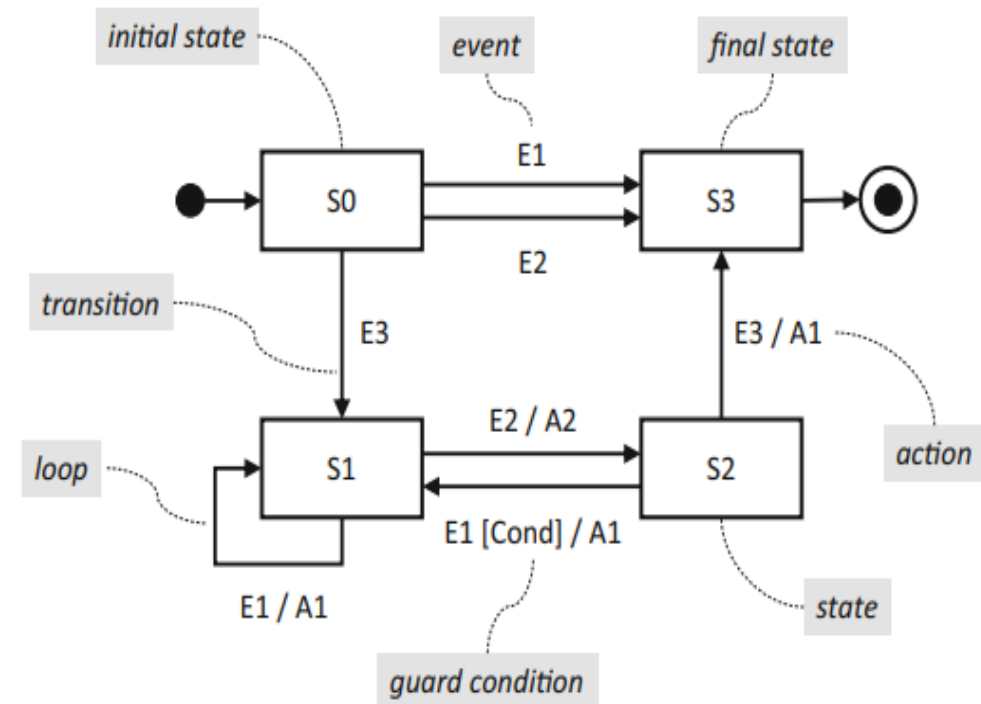 initial state
event
final state
E1
S0
S3
E2
transition
E3
E3 / A1
E2 / A2
loop
S1
S2
action
E1 [Cond] / A1
E1 / A1
state
guard condition